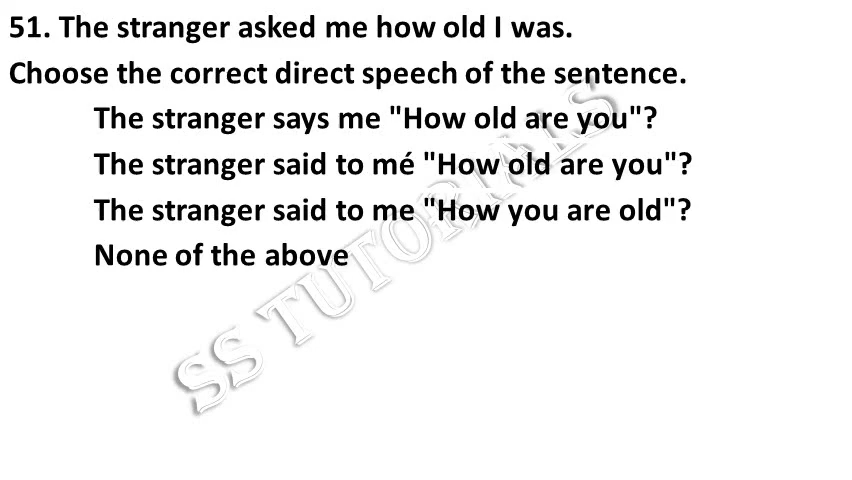 51. The stranger asked me how old I was.
Choose the correct direct speech of the sentence.
The stranger says me "How old are you"?
The stranger said to mé "How old are you"?
The stranger said to me "How you are old"?
None of the above
SS TUTORIALS